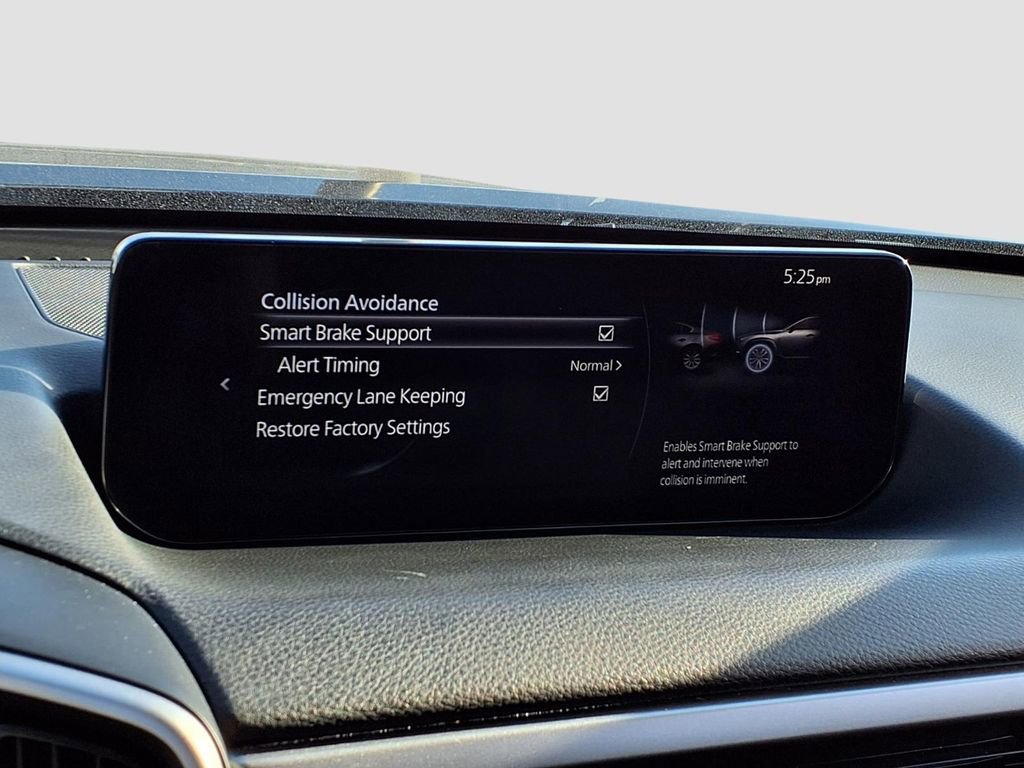 5:25pm
Collision Avoidance
Smart Brake Support
Alert Timing Normal >
Emergency Lane Keeping
Restore Factory Settings
Enables Smart Brake Support to
alert and intervene when
collision is imminent.